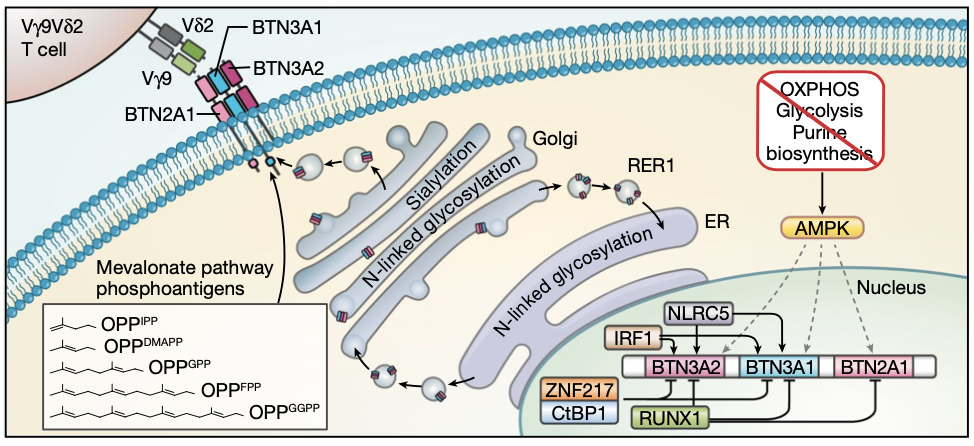 Vγ9Vδ2
T cell
Vδ2
Vγ9
BTN3A1
BTN3A2
BTN2A1
Golgi
Sialylation
N-linked glycosylation
RER1
ER
N-linked glycosylation
OXPHOS
Glycolysis
Purine
biosynthesis
AMPK
Nucleus
Mevalonate pathway
phosphoantigens
OPPIPP
OPPDMAPP
OPPGPP
OPPFPP
OPPGGPP
NLRC5
IRF1
BTN3A2 BTN3A1 BTN2A1
ZNF217
CtBP1
RUNX1